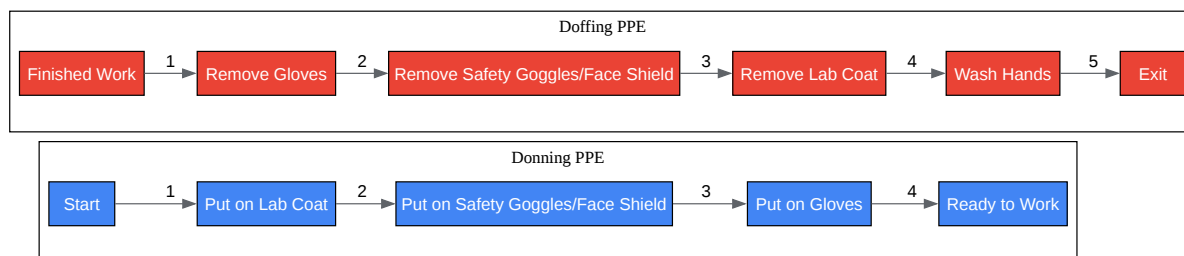 Doffing PPE
1
2
3
4
5
Finished Work
Remove Gloves
Remove Safety Goggles/Face Shield
Remove Lab Coat
Wash Hands
Exit
Donning PPE
1
2
3
4
Start
Put on Lab Coat
Put on Safety Goggles/Face Shield
Put on Gloves
Ready to Work